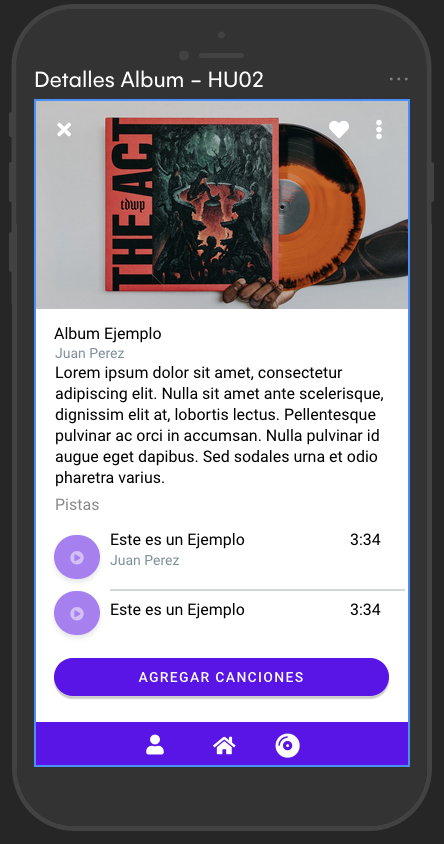 Detalles Album – HU02
THE ACT
tdwp
Album Ejemplo
Juan Perez
Lorem ipsum dolor sit amet, consectetur
adipiscing elit. Nulla sit amet ante scelerisque,
dignissim elit at, lobortis lectus. Pellentesque
pulvinar ac orci in accumsan. Nulla pulvinar id
augue eget dapibus. Sed sodales urna et odio
pharetra varius.
Pistas
Este es un Ejemplo 3:34
Juan Perez
Este es un Ejemplo 3:34
AGREGAR CANCIONES